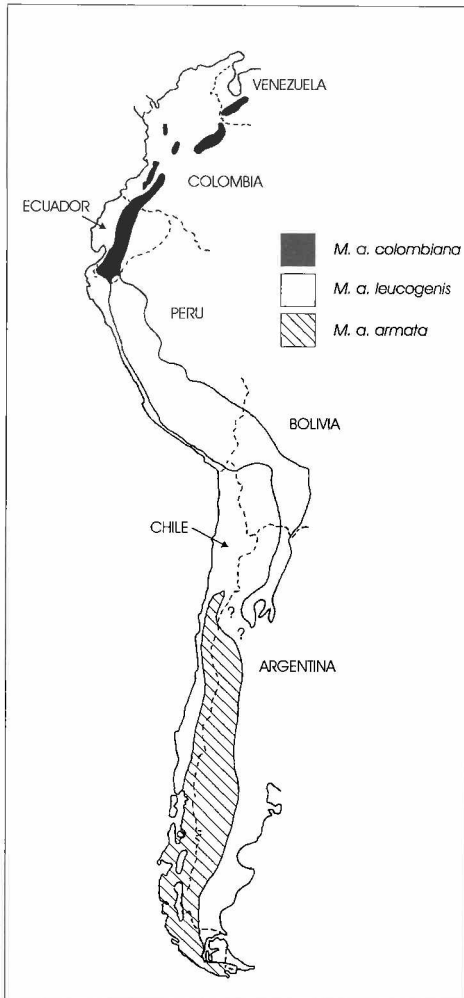 VENEZUELA
COLOMBIA
ECUADOR
M. a. colombiana
M. a. leucogenis
M. a. armata
PERU
BOLIVIA
CHILE
?
?
ARGENTINA